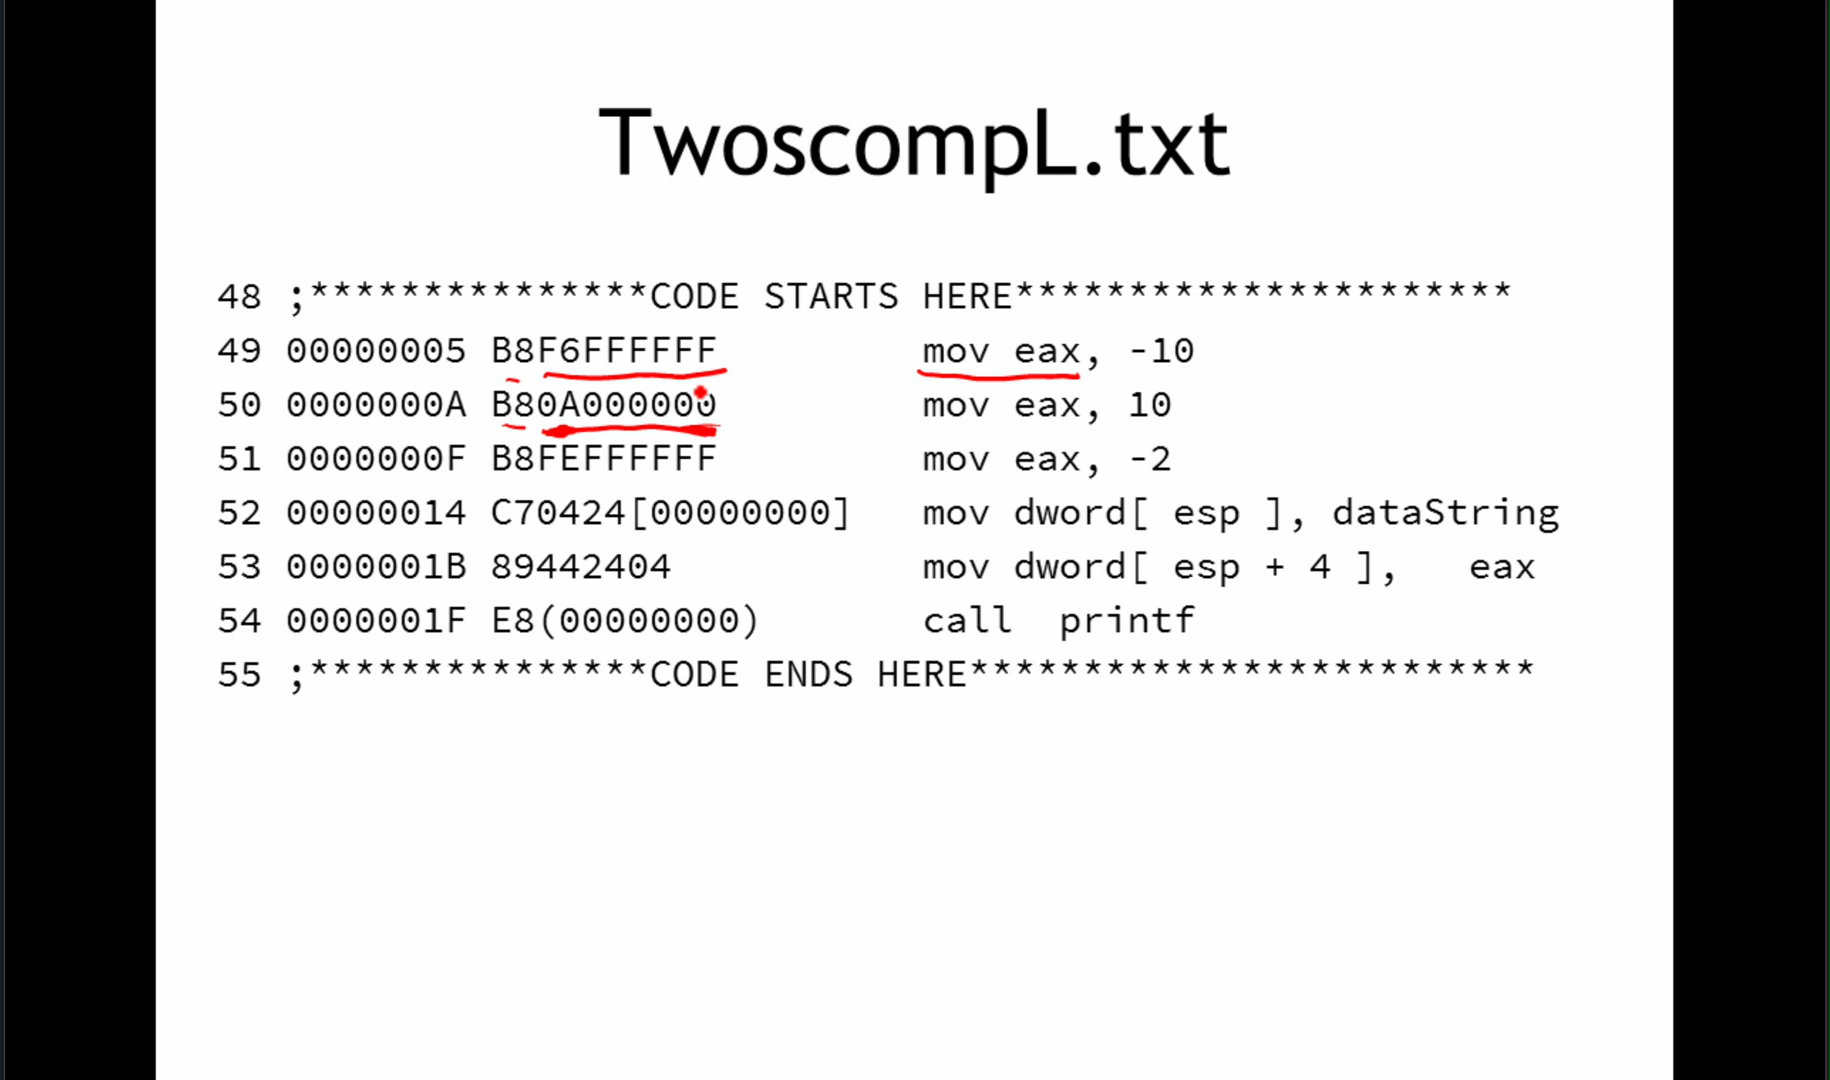 TwoscompL.txt
48 ;***************CODE STARTS HERE**********************
49 00000005 B8F6FFFFFF mov eax, -10
50 0000000A B80A000000 mov eax, 10
51 0000000F B8FEFFFFFF mov eax, -2
52 00000014 C70424[00000000] mov dword[ esp ], dataString
53 0000001B 89442404 mov dword[ esp + 4 ], eax
54 0000001F E8(00000000) call printf
55 ;***************CODE ENDS HERE*************************